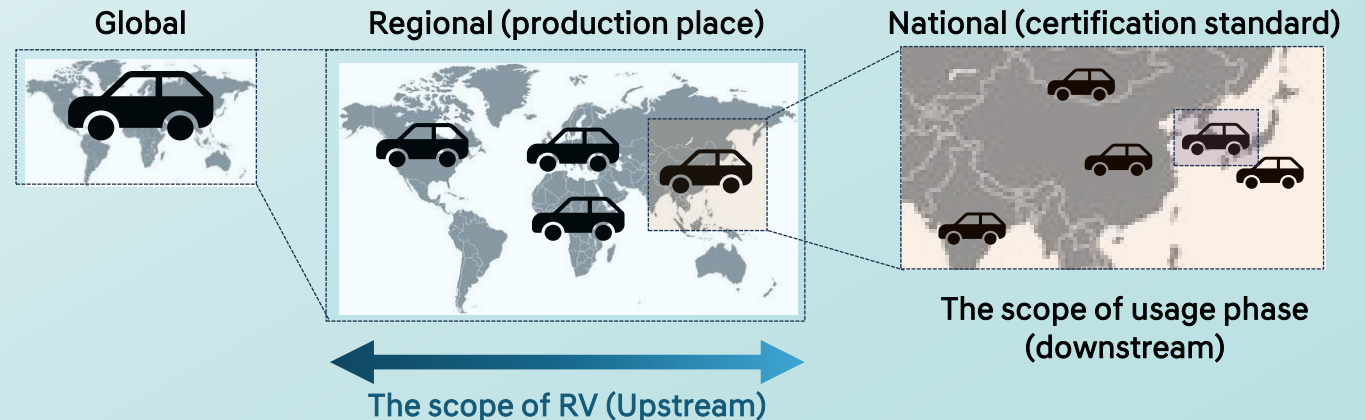 Global
Regional (production place)
National (certification standard)
The scope of usage phase
(downstream)
The scope of RV (Upstream)